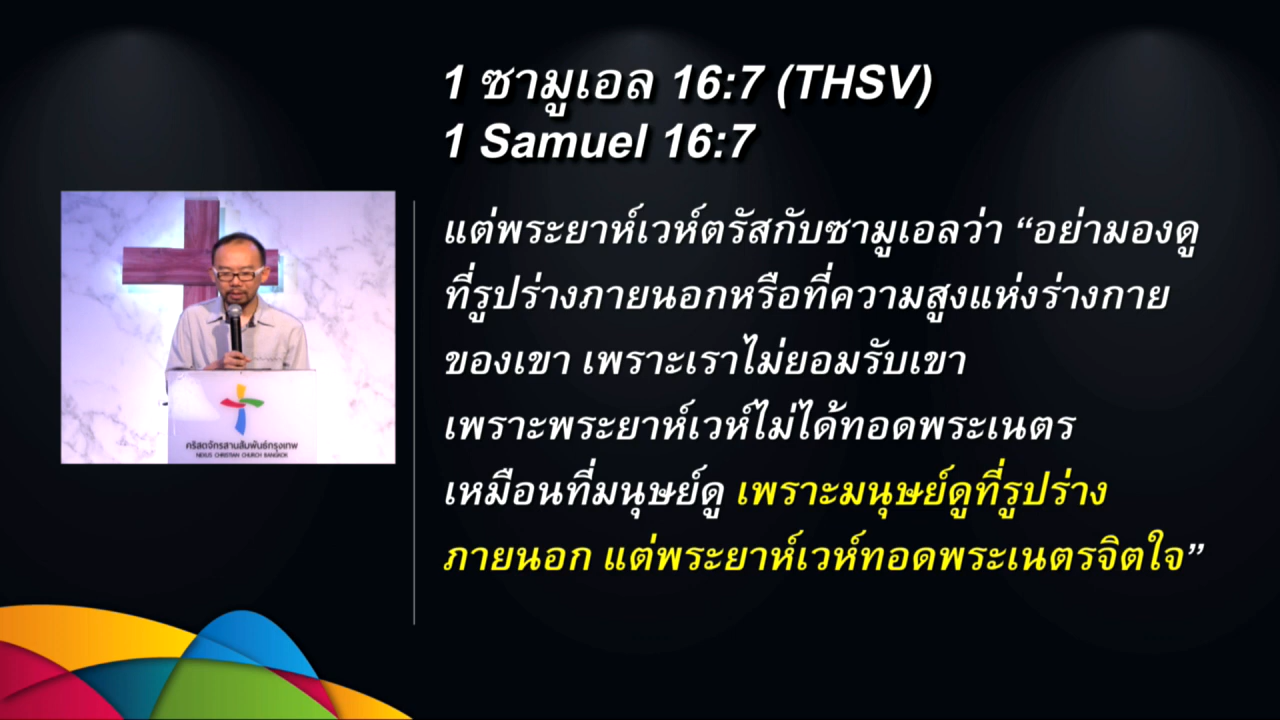 1 ซามูเอล 16:7 (THSV)
1 Samuel 16:7
แต่พระยาห์เวห์ตรัสกับซามูเอลว่า “อย่ามองดู
ที่รูปร่างภายนอกหรือที่ความสูงแห่งร่างกาย
ของเขา เพราะเราไม่ยอมรับเขา
เพราะพระยาห์เวห์ไม่ได้ทอดพระเนตร
เหมือนที่มนุษย์ดู เพราะมนุษย์ดูที่รูปร่าง
ภายนอก แต่พระยาห์เวห์ทอดพระเนตรจิตใจ”
คริสตจักรสานสัมพันธ์กรุงเทพ
NEXUS CHRISTIAN CHURCH BANGKOK